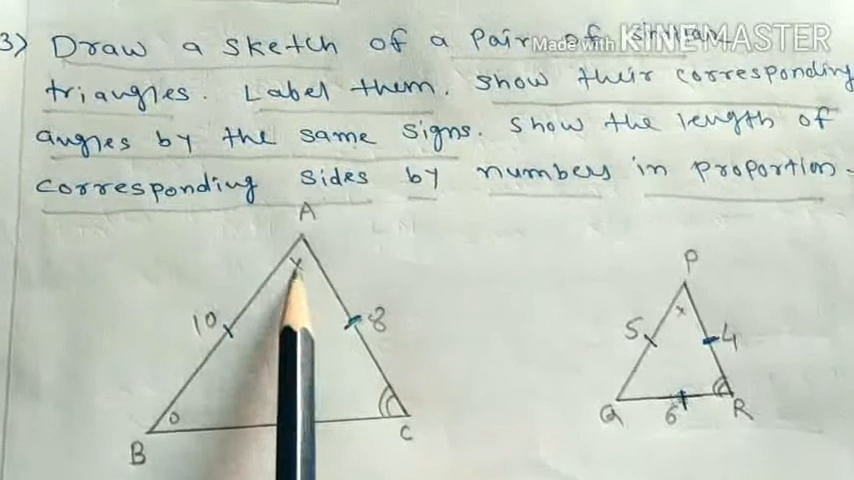 3) Draw a sketch of a pair of similar
Made with KINEMASTER
triangles. Label them. Show their corresponding
angles by the same signs. Show the length of
corresponding sides by numbers in proportion.
A
P
10
8
5
4
x
x
o
B
C
Q
6
R